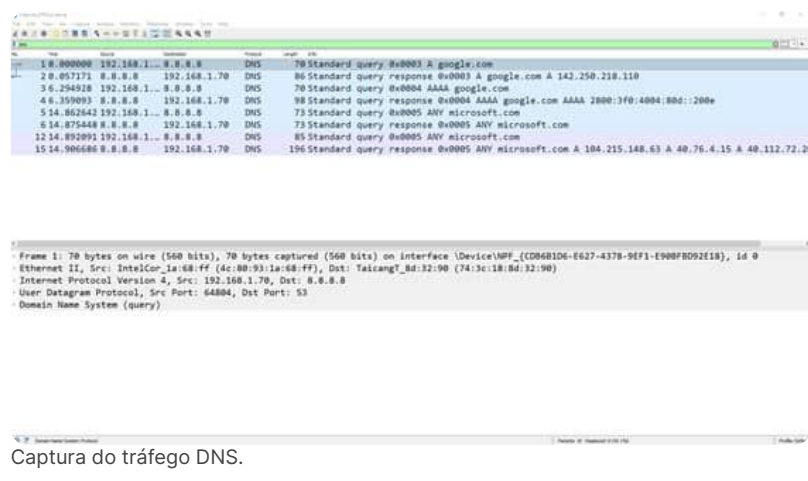 No. Time Source Destination Protocol Length Info
1 0.000000 192.168.1... 8.8.8.8 DNS 70 Standard query 0x0003 A google.com
2 0.057171 8.8.8.8 192.168.1.70 DNS 86 Standard query response 0x0003 A google.com A 142.250.218.110
3 6.294928 192.168.1... 8.8.8.8 DNS 70 Standard query 0x0004 AAAA google.com
4 6.359093 8.8.8.8 192.168.1.70 DNS 98 Standard query response 0x0004 AAAA google.com AAAA 2800:3f0:4004:80d::200e
5 14.862642 192.168.1... 8.8.8.8 DNS 73 Standard query 0x0005 ANY microsoft.com
6 14.875448 8.8.8.8 192.168.1.70 DNS 73 Standard query response 0x0005 ANY microsoft.com
12 14.892091 192.168.1... 8.8.8.8 DNS 85 Standard query 0x0005 ANY microsoft.com
15 14.906686 8.8.8.8 192.168.1.70 DNS 196 Standard query response 0x0005 ANY microsoft.com A 104.215.148.63 A 40.76.4.15 A 40.112.72.2
Frame 1: 70 bytes on wire (560 bits), 70 bytes captured (560 bits) on interface \Device\NPF_{CDB6B1D6-E627-4378-9EF1-E90BFBD92E18}, id 0
Ethernet II, Src: IntelCor_1a:68:ff (4c:80:93:1a:68:ff), Dst: TaicangT_8d:32:90 (74:3c:18:8d:32:90)
Internet Protocol Version 4, Src: 192.168.1.70, Dst: 8.8.8.8
User Datagram Protocol, Src Port: 64804, Dst Port: 53
Domain Name System (query)
Captura do tráfego DNS.